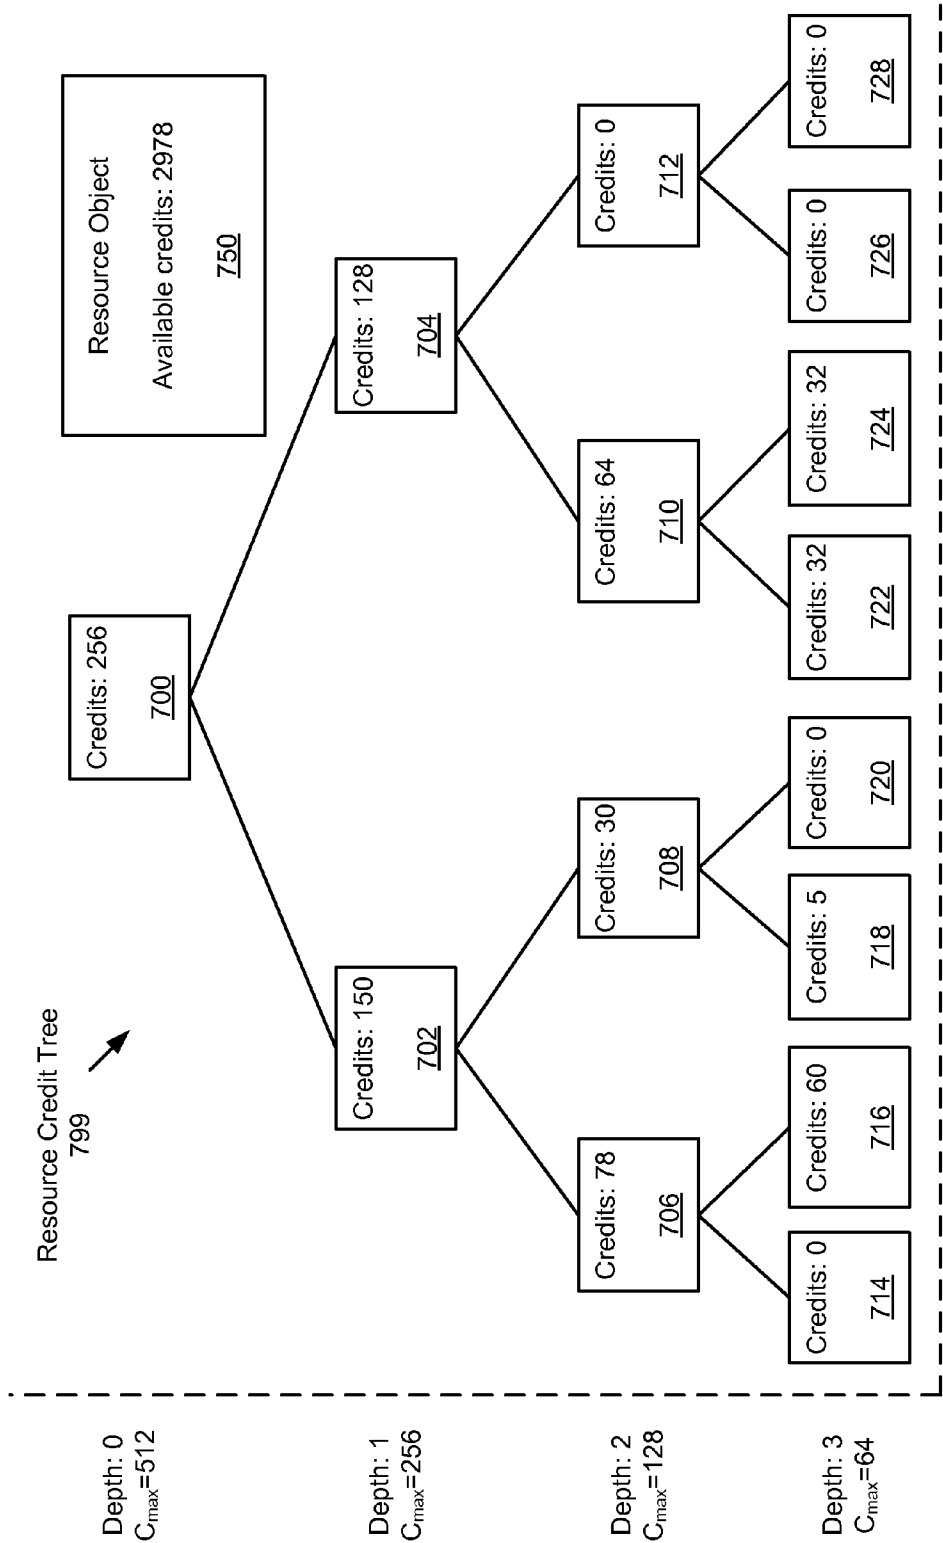 Resource Credit Tree
799
Resource Object
Available credits: 2978
750
Depth: 0
Cmax=512
Credits: 256
700
Depth: 1
Cmax=256
Credits: 150
702
Credits: 128
704
Depth: 2
Cmax=128
Credits: 78
706
Credits: 30
708
Credits: 64
710
Credits: 0
712
Depth: 3
Cmax=64
Credits: 0
714
Credits: 60
716
Credits: 5
718
Credits: 0
720
Credits: 32
722
Credits: 32
724
Credits: 0
726
Credits: 0
728